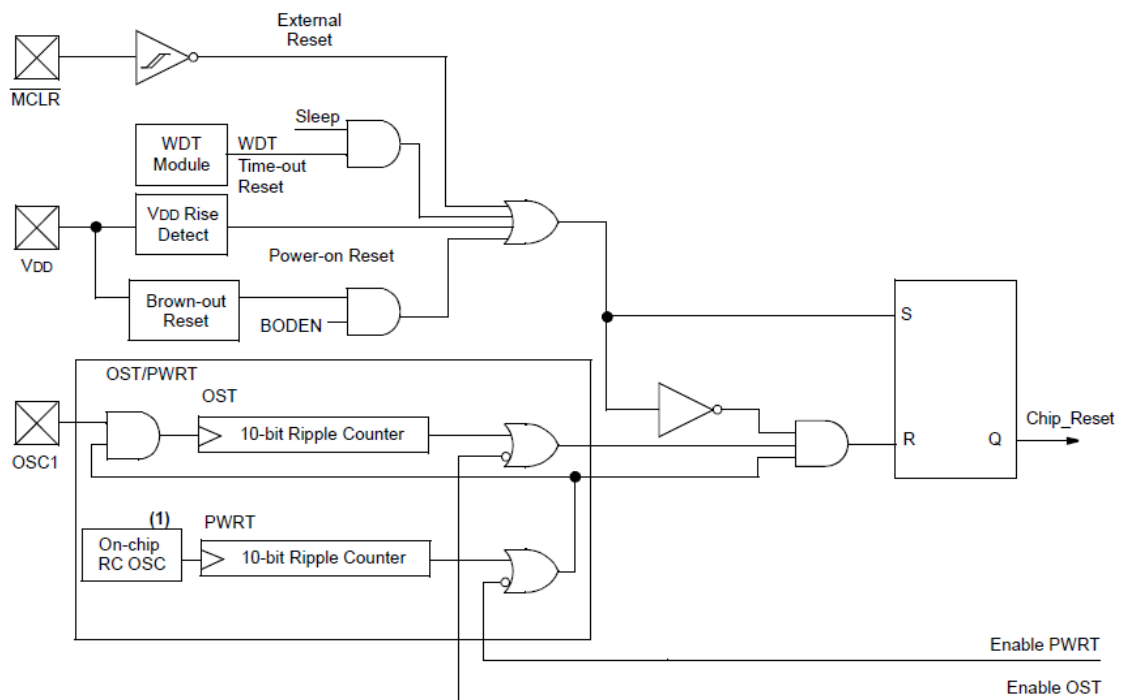 External
Reset
MCLR
Sleep
WDT
Module
WDT
Time-out
Reset
VDD Rise
Detect
VDD
Power-on Reset
Brown-out
Reset
BODEN
S
OST/PWRT
OST
10-bit Ripple Counter
OSC1
Chip_Reset
R
Q
(1)
PWRT
On-chip
RC OSC
10-bit Ripple Counter
Enable PWRT
Enable OST